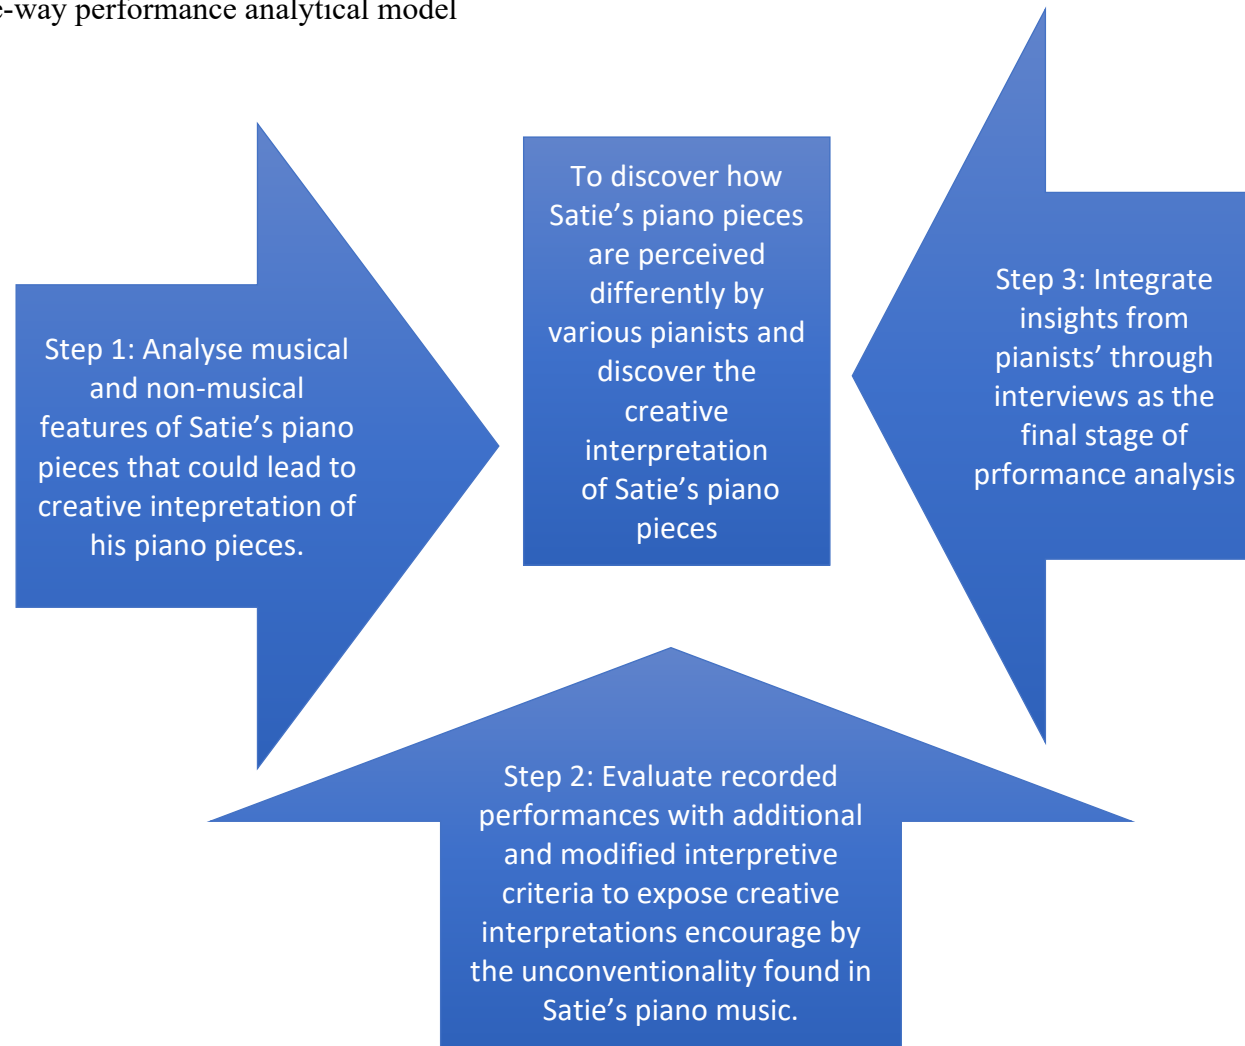 e-way performance analytical model
To discover how
Satie’s piano pieces
are perceived
differently by
various pianists and
discover the
creative
interpretation
of Satie’s piano
pieces
Step 1: Analyse musical
and non-musical
features of Satie’s piano
pieces that could lead to
creative intepretation of
his piano pieces.
Step 3: Integrate
insights from
pianists’ through
interviews as the
final stage of
prformance analysis
Step 2: Evaluate recorded
performances with additional
and modified interpretive
criteria to expose creative
interpretations encourage by
the unconventionality found in
Satie’s piano music.